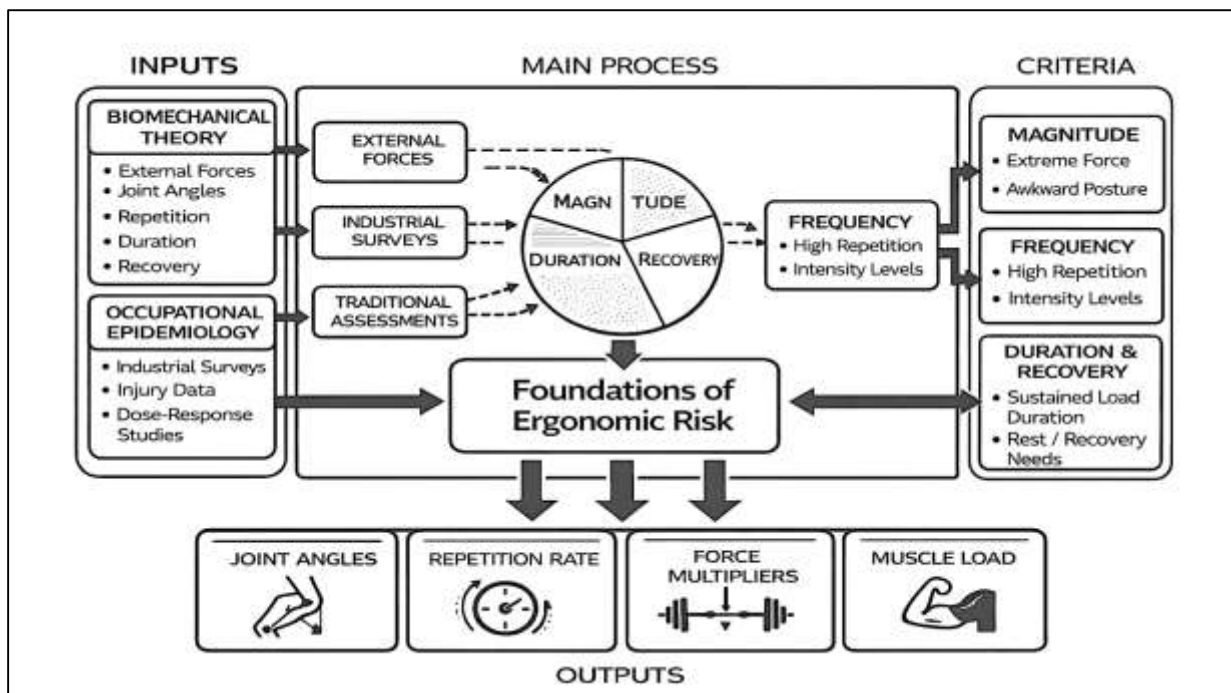 INPUTS
BIOMECHANICAL
THEORY
• External Forces
• Joint Angles
• Repetition
• Duration
• Recovery
OCCUPATIONAL
EPIDEMIOLOGY
• Industrial Surveys
• Injury Data
• Dose-Response
Studies
MAIN PROCESS
EXTERNAL
FORCES
INDUSTRIAL
SURVEYS
TRADITIONAL
ASSESSMENTS
MAGN
TUDE
DURATION
RECOVERY
FREQUENCY
• High Repetition
• Intensity Levels
Foundations of
Ergonomic Risk
CRITERIA
MAGNITUDE
• Extreme Force
• Awkward Posture
FREQUENCY
• High Repetition
• Intensity Levels
DURATION &
RECOVERY
• Sustained Load
Duration
• Rest / Recovery
Needs
JOINT ANGLES
REPETITION RATE
FORCE
MULTIPLIERS
MUSCLE LOAD
OUTPUTS